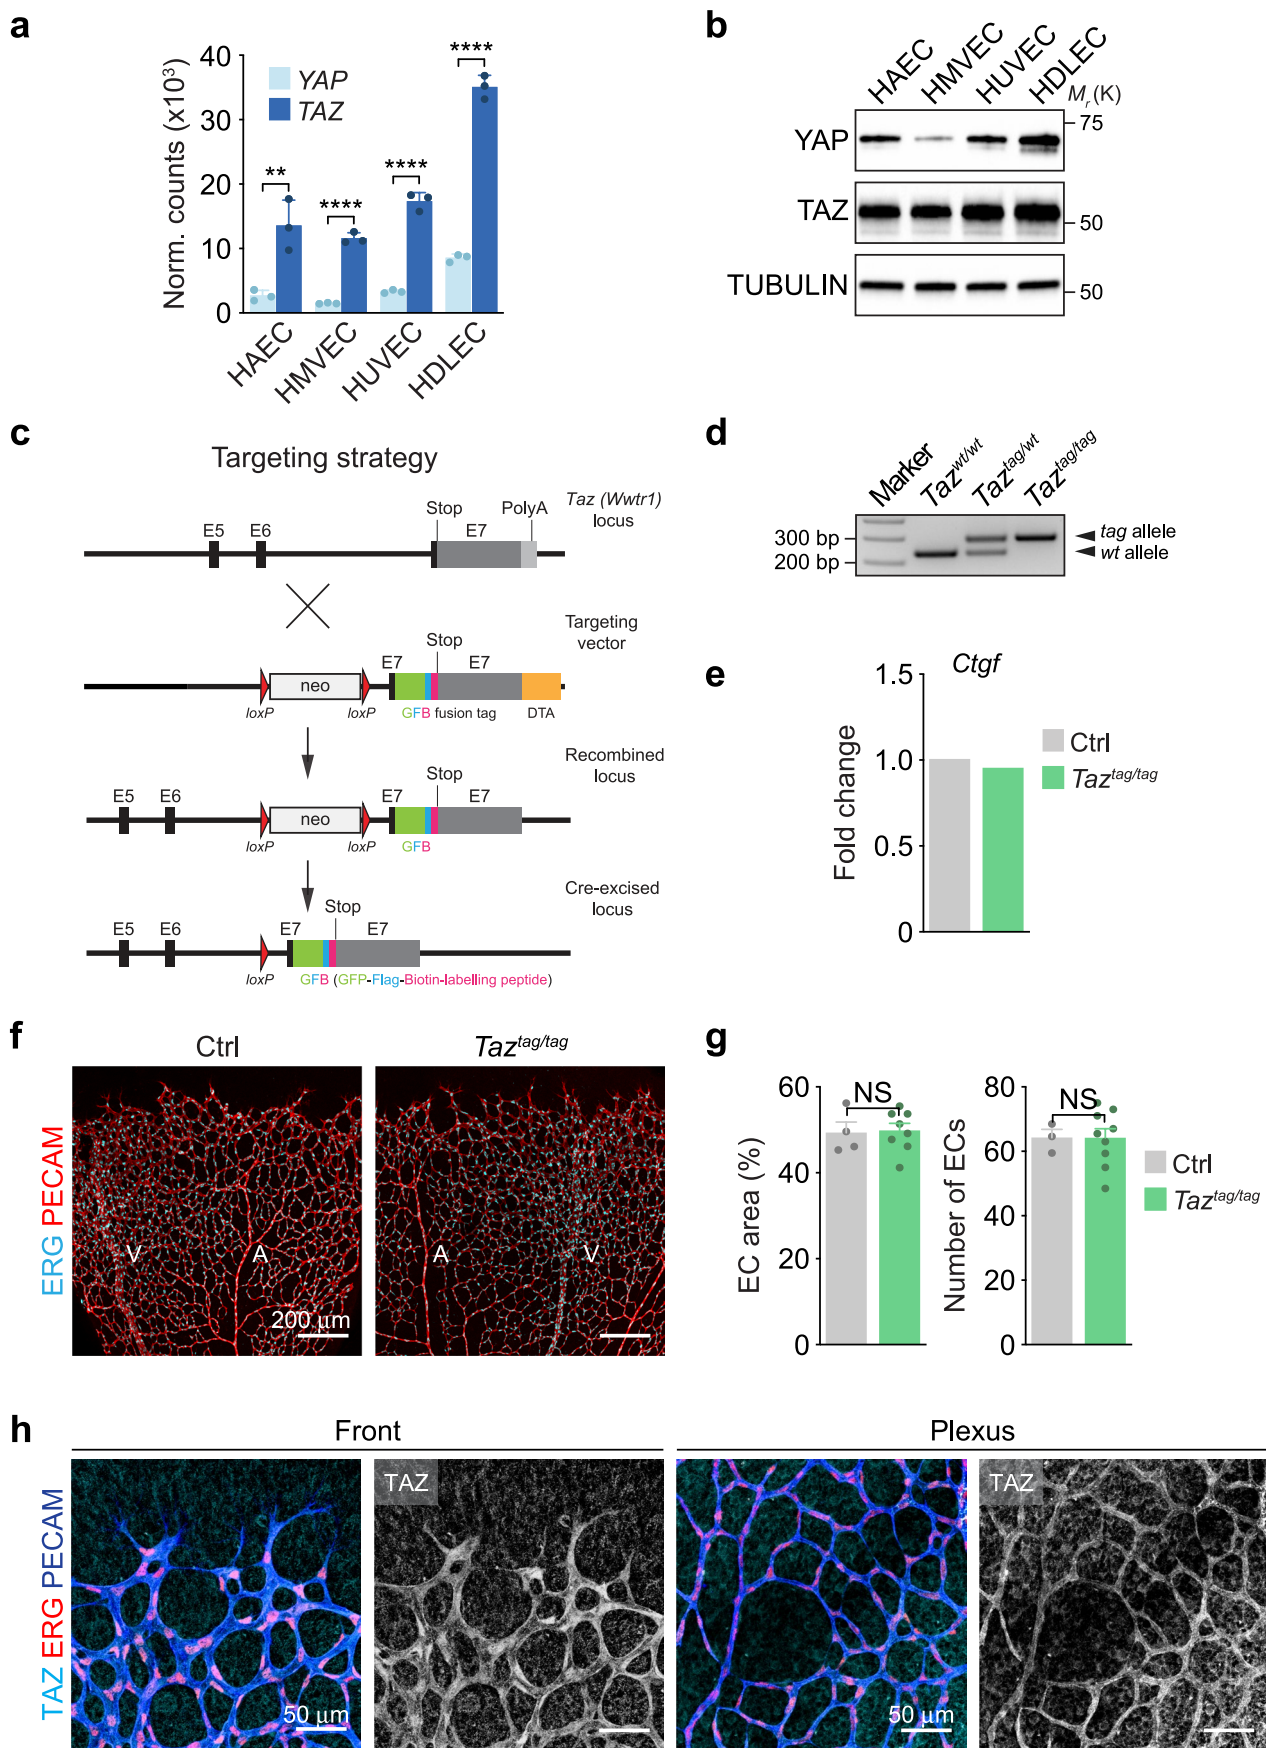 a
Norm. counts (x10³)
40
30
20
10
0
YAP
TAZ
**
****
****
****
HAEC
HMVEC
HUVEC
HDLEC
b
HAEC
HMVEC
HUVEC
HDLEC
Mr (K)
YAP
75
TAZ
50
TUBULIN
50
c
Targeting strategy
Taz (Wwtr1)
locus
E5
E6
Stop
E7
PolyA
Targeting
vector
loxP
neo
loxP
E7
Stop
E7
GFB fusion tag
DTA
Recombined
locus
E5
E6
loxP
neo
loxP
E7
Stop
E7
GFB
Cre-excised
locus
E5
E6
loxP
E7
Stop
E7
GFB (GFP-Flag-Biotin-labelling peptide)
d
Marker
Taz^wt/wt
Taz^tag/wt
Taz^tag/tag
300 bp
200 bp
tag allele
wt allele
e
Ctgf
Fold change
1.5
1.0
0.5
0
Ctrl
Taz^tag/tag
f
Ctrl
Taz^tag/tag
ERG PECAM
V
A
200 μm
A
V
g
EC area (%)
60
40
20
0
NS
Number of ECs
80
60
40
20
0
NS
Ctrl
Taz^tag/tag
h
Front
Plexus
TAZ ERG PECAM
50 μm
TAZ
50 μm
TAZ